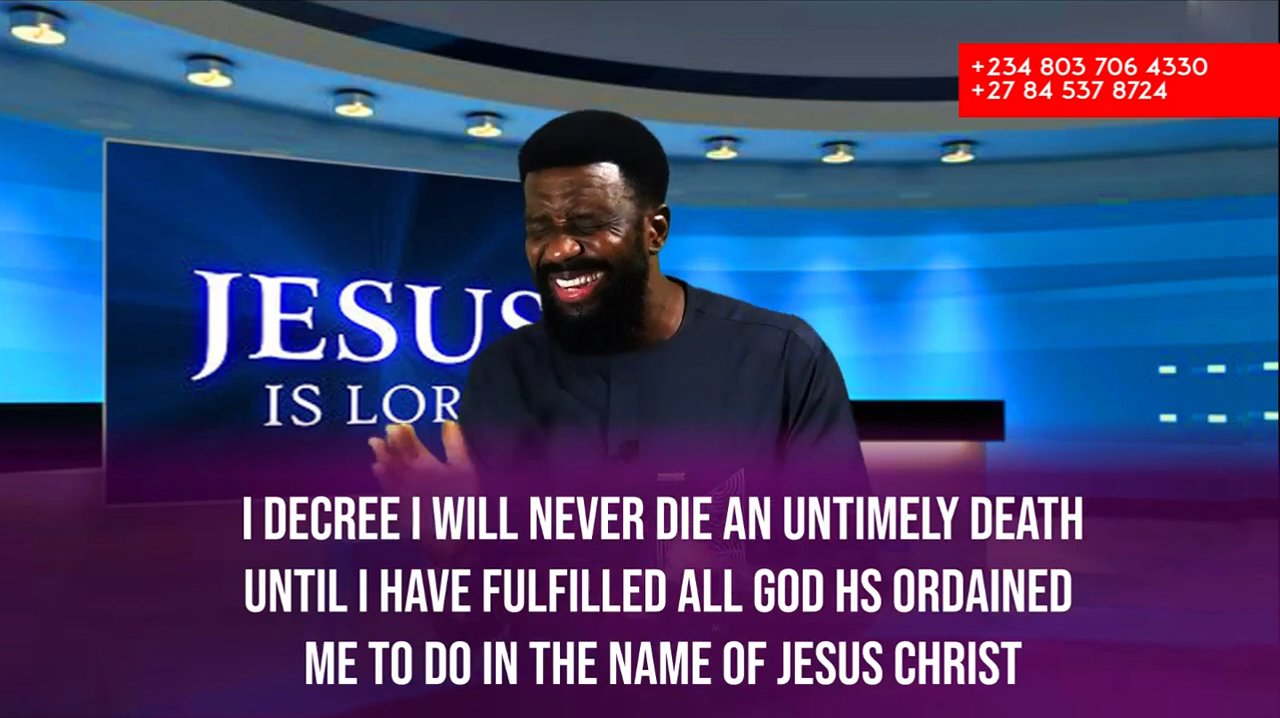 +234 803 706 4330
+27 84 537 8724
JESUS
IS LOR
I DECREE I WILL NEVER DIE AN UNTIMELY DEATH
UNTIL I HAVE FULFILLED ALL GOD HS ORDAINED
ME TO DO IN THE NAME OF JESUS CHRIST